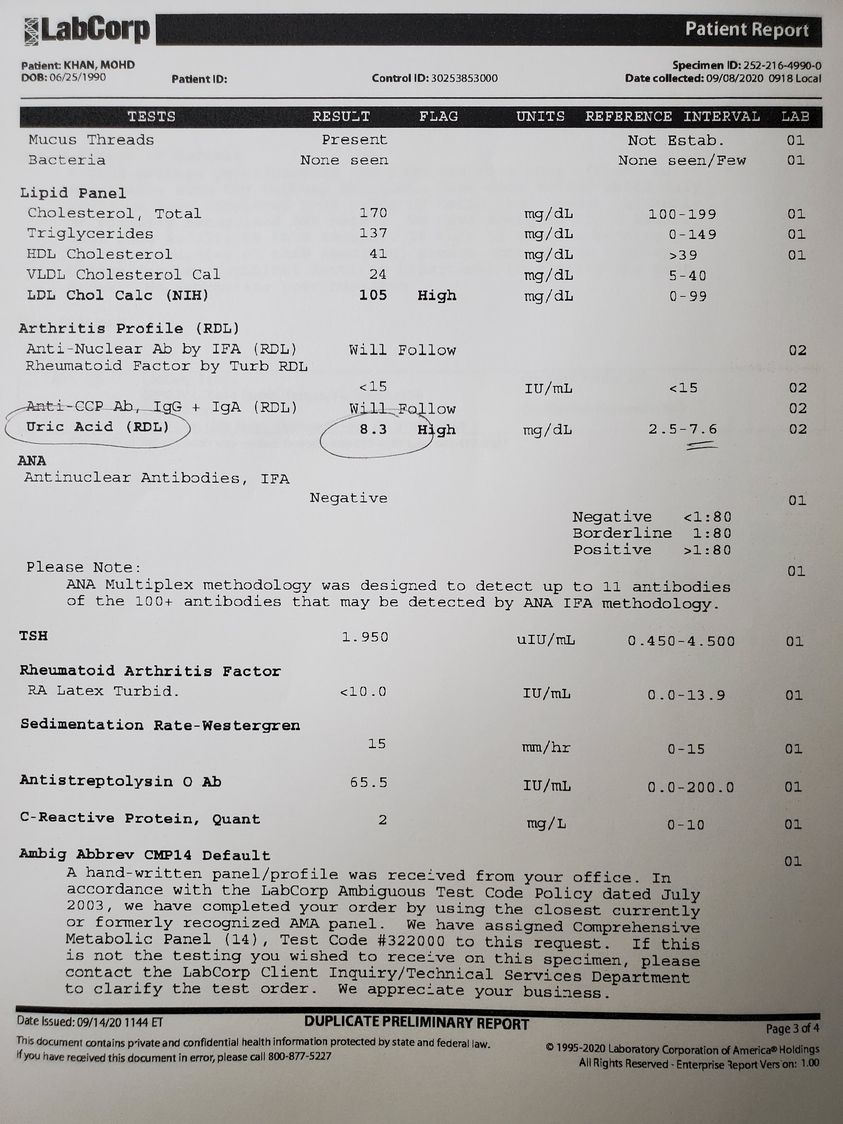 LabCorp Patient Report
Patient: KHAN, MOHD Specimen ID: 252-216-4990-0
DOB: 06/25/1990 Patient ID: Control ID: 30253853000 Date collected: 09/08/2020 0918 Local
TESTS RESULT FLAG UNITS REFERENCE INTERVAL LAB
Mucus Threads Present Not Estab. 01
Bacteria None seen None seen/Few 01
Lipid Panel
Cholesterol, Total 170 mg/dL 100-199 01
Triglycerides 137 mg/dL 0-149 01
HDL Cholesterol 41 mg/dL >39 01
VLDL Cholesterol Cal 24 mg/dL 5-40
LDL Chol Calc (NIH) 105 High mg/dL 0-99
Arthritis Profile (RDL)
Anti-Nuclear Ab by IFA (RDL) Will Follow 02
Rheumatoid Factor by Turb RDL
<15 IU/mL <15 02
Anti-CCP Ab, IgG + IgA (RDL) Will Follow 02
Uric Acid (RDL) 8.3 High mg/dL 2.5-7.6 02
ANA
Antinuclear Antibodies, IFA
Negative 01
Negative <1:80
Borderline 1:80
Positive >1:80
Please Note: 01
ANA Multiplex methodology was designed to detect up to 11 antibodies
of the 100+ antibodies that may be detected by ANA IFA methodology.
TSH 1.950 uIU/mL 0.450-4.500 01
Rheumatoid Arthritis Factor
RA Latex Turbid. <10.0 IU/mL 0.0-13.9 01
Sedimentation Rate-Westergren
15 mm/hr 0-15 01
Antistreptolysin O Ab 65.5 IU/mL 0.0-200.0 01
C-Reactive Protein, Quant 2 mg/L 0-10 01
Ambig Abbrev CMP14 Default 01
A hand-written panel/profile was received from your office. In
accordance with the LabCorp Ambiguous Test Code Policy dated July
2003, we have completed your order by using the closest currently
or formerly recognized AMA panel. We have assigned Comprehensive
Metabolic Panel (14), Test Code #322000 to this request. If this
is not the testing you wished to receive on this specimen, please
contact the LabCorp Client Inquiry/Technical Services Department
to clarify the test order. We appreciate your business.
Date Issued: 09/14/20 1144 ET DUPLICATE PRELIMINARY REPORT Page 3 of 4
This document contains private and confidential health information protected by state and federal law.
If you have received this document in error, please call 800-877-5227
© 1995-2020 Laboratory Corporation of America® Holdings
All Rights Reserved - Enterprise Report Version: 1.00